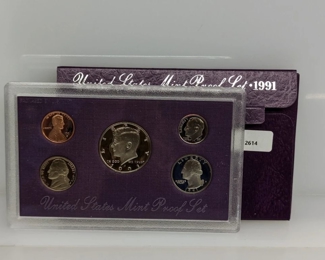 United States Mint Proof Set • 1991
2614
United States Mint Proof Set